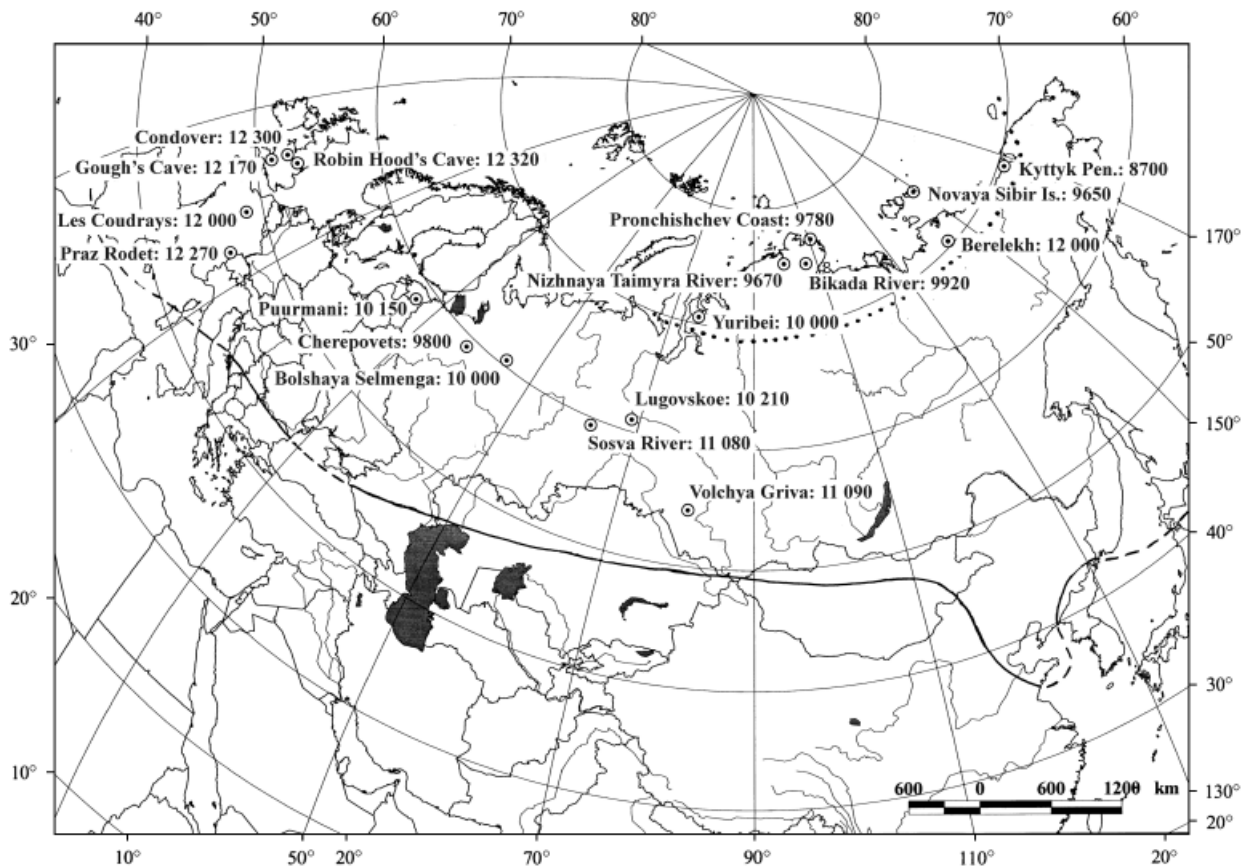 40° 50° 60° 70° 80° 80° 70° 60°
Condover: 12 300
Gough's Cave: 12 170
Robin Hood's Cave: 12 320
Kyttyk Pen.: 8700
Novaya Sibir Is.: 9650
Les Coudrays: 12 000
Pronchishchev Coast: 9780
170°
Praz Rodet: 12 270
Berelekh: 12 000
Nizhnaya Taimyra River: 9670
Bikada River: 9920
Puurmani: 10 150
Yuribei: 10 000
30°
Cherepovets: 9800
50°
Bolshaya Selmenga: 10 000
Lugovskoe: 10 210
150°
Sosva River: 11 080
Volchya Griva: 11 090
40°
20°
30°
10°
600 0 600 1200 km
130°
20°
10° 50° 20° 70° 90° 110° 20°